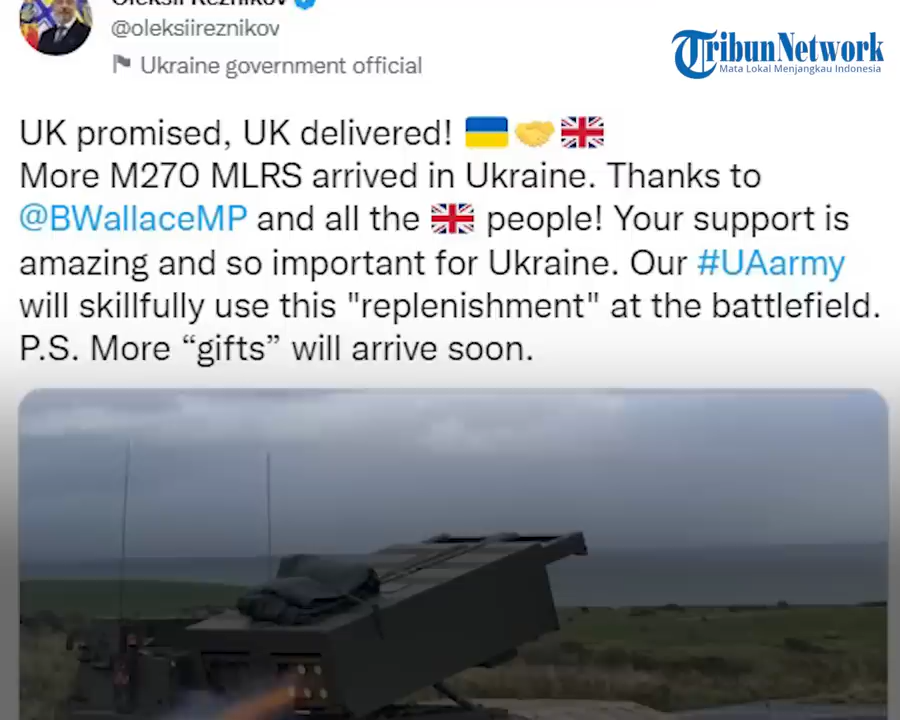 Oleksii Reznikov
@oleksiireznikov
Ukraine government official
TribunNetwork
Mata Lokal Menjangkau Indonesia
UK promised, UK delivered! 🇺🇦🤝🇬🇧
More M270 MLRS arrived in Ukraine. Thanks to
@BWallaceMP and all the 🇬🇧 people! Your support is
amazing and so important for Ukraine. Our #UAarmy
will skillfully use this "replenishment" at the battlefield.
P.S. More “gifts” will arrive soon.